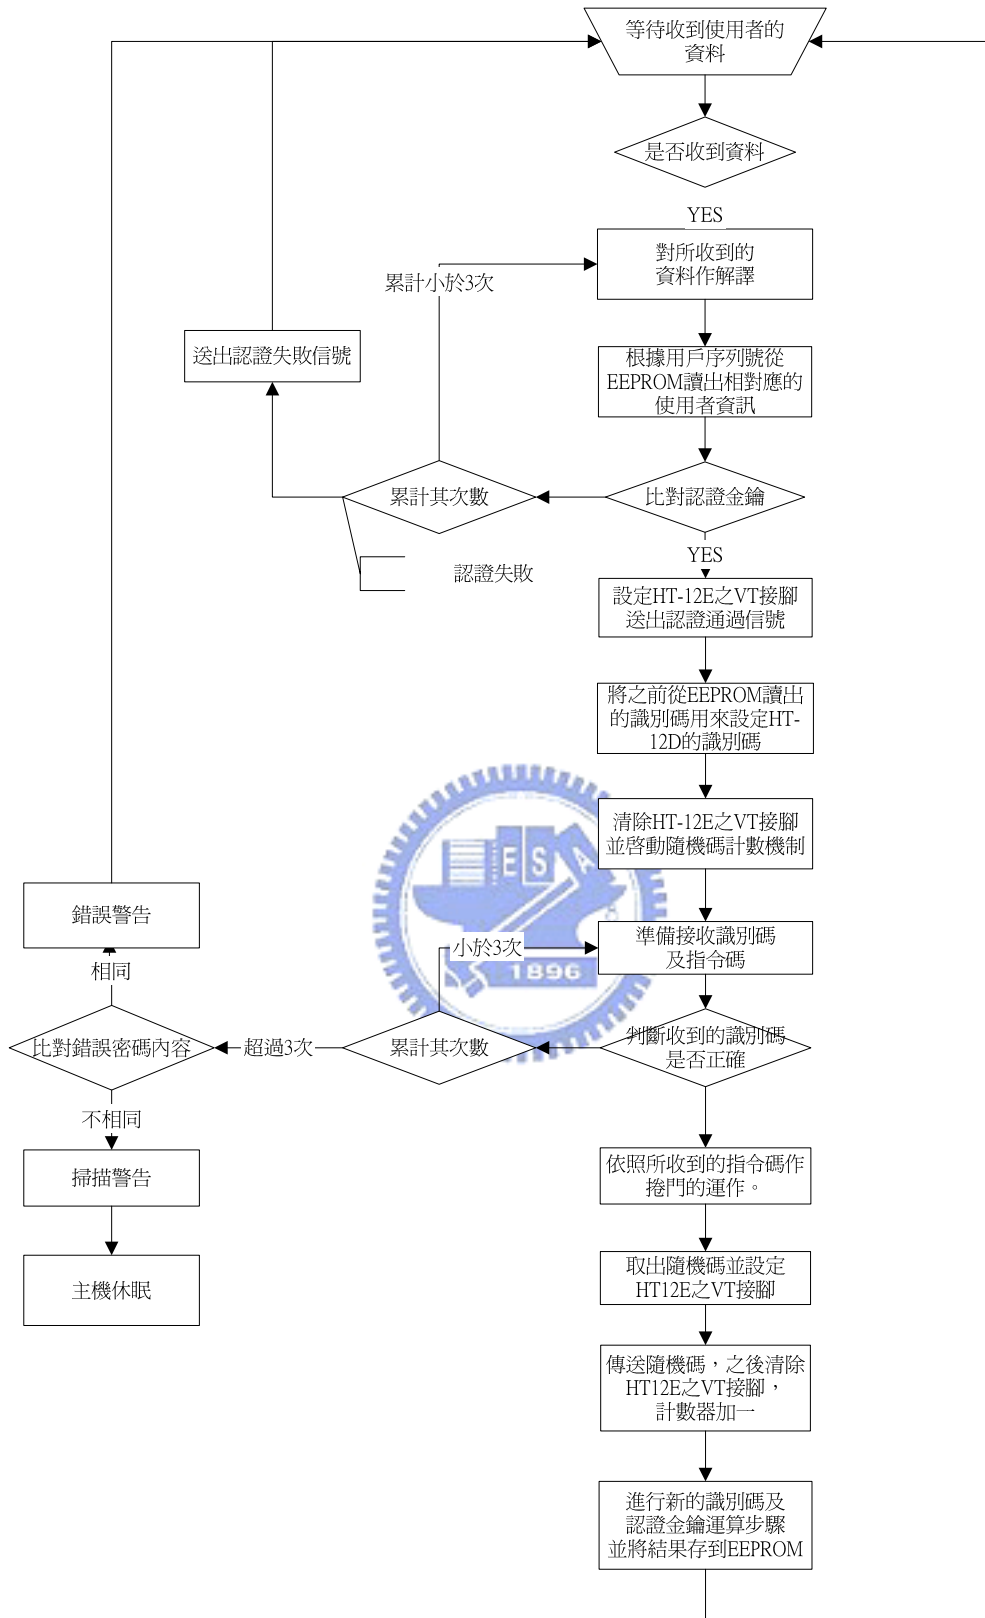 等待收到使用者的
資料
是否收到資料
YES
對所收到的
資料作解譯
累計小於3次
送出認證失敗信號
根據用戶序列號從
EEPROM讀出相對應的
使用者資訊
累計其次數
比對認證金鑰
YES
認證失敗
設定HT-12E之VT接腳
送出認證通過信號
將之前從EEPROM讀出
的識別碼用來設定HT-
12D的識別碼
清除HT-12E之VT接腳
並啓動隨機碼計數機制
ESA
1896
錯誤警告
小於3次
準備接收識別碼
及指令碼
相同
比對錯誤密碼內容
超過3次
累計其次數
判斷收到的識別碼
是否正確
不相同
掃描警告
依照所收到的指令碼作
捲門的運作。
主機休眠
取出隨機碼並設定
HT12E之VT接腳
傳送隨機碼，之後清除
HT12E之VT接腳，
計數器加一
進行新的識別碼及
認證金鑰運算步驟
並將結果存到EEPROM